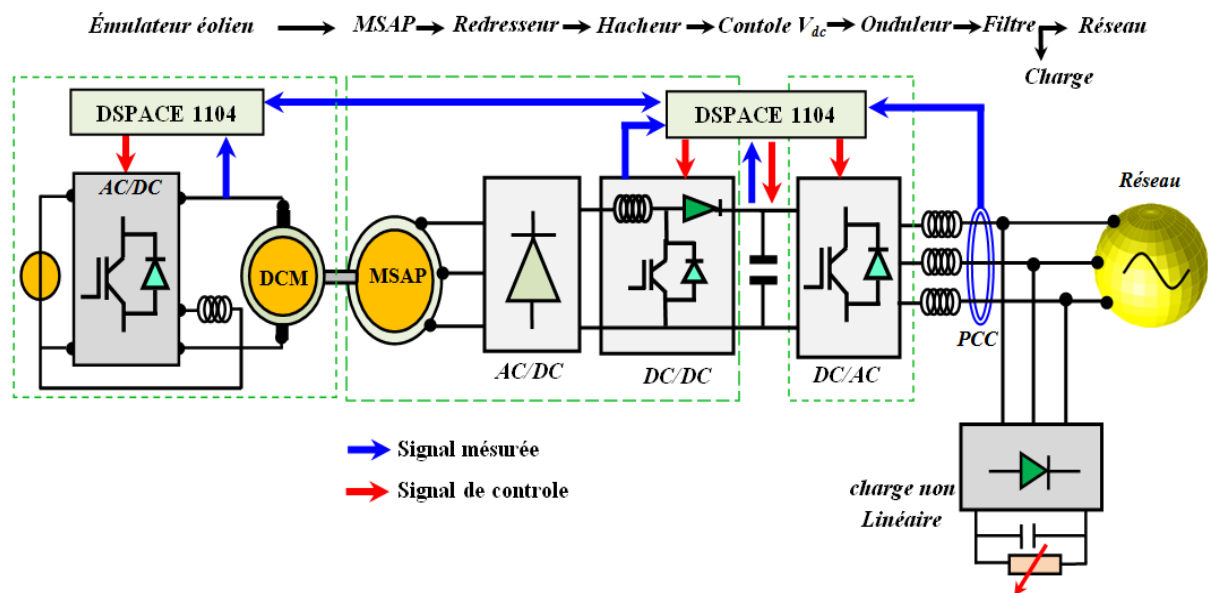 Émulateur éolien MSAP Redresseur Hacheur Contole Vdc Onduleur Filtre Réseau
Charge
DSPACE 1104
DSPACE 1104
AC/DC
Réseau
DCM
MSAP
PCC
AC/DC
DC/DC
DC/AC
Signal mésurée
Signal de controle
charge non
Linéaire